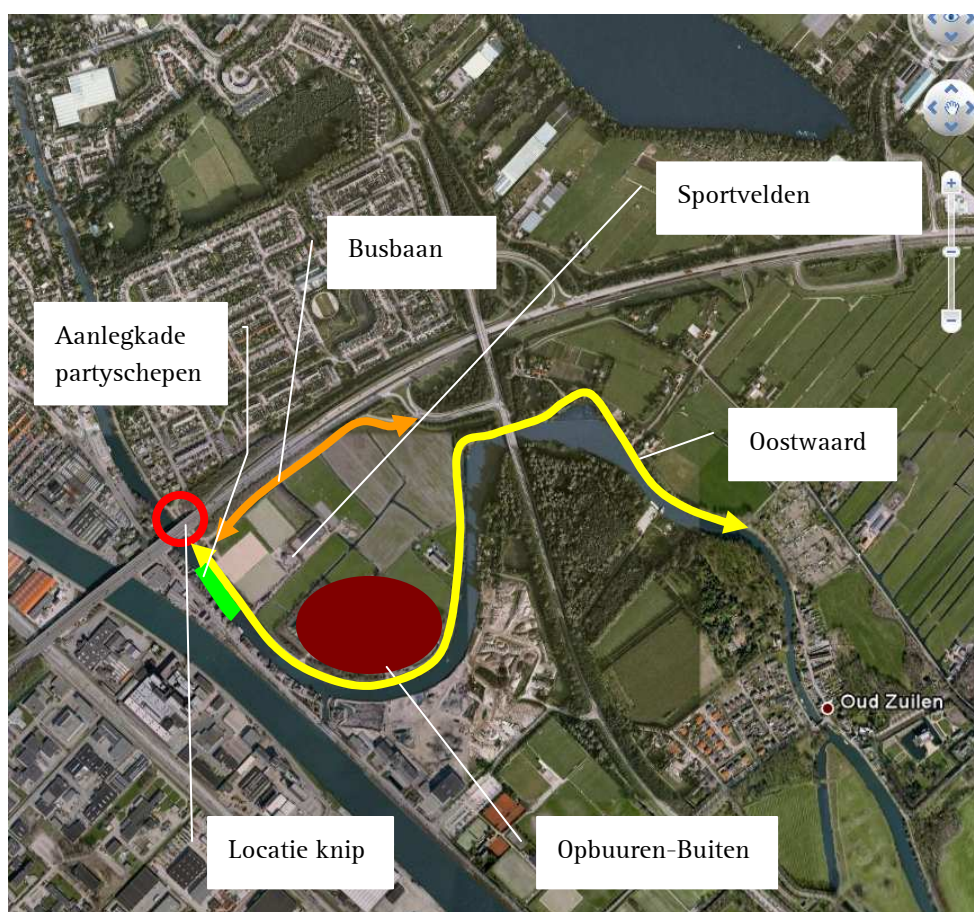 Sportvelden
Busbaan
Aanlegkade
partyschepen
Oostwaard
Oud Zuilen
Locatie knip
Opbuuren-Buiten